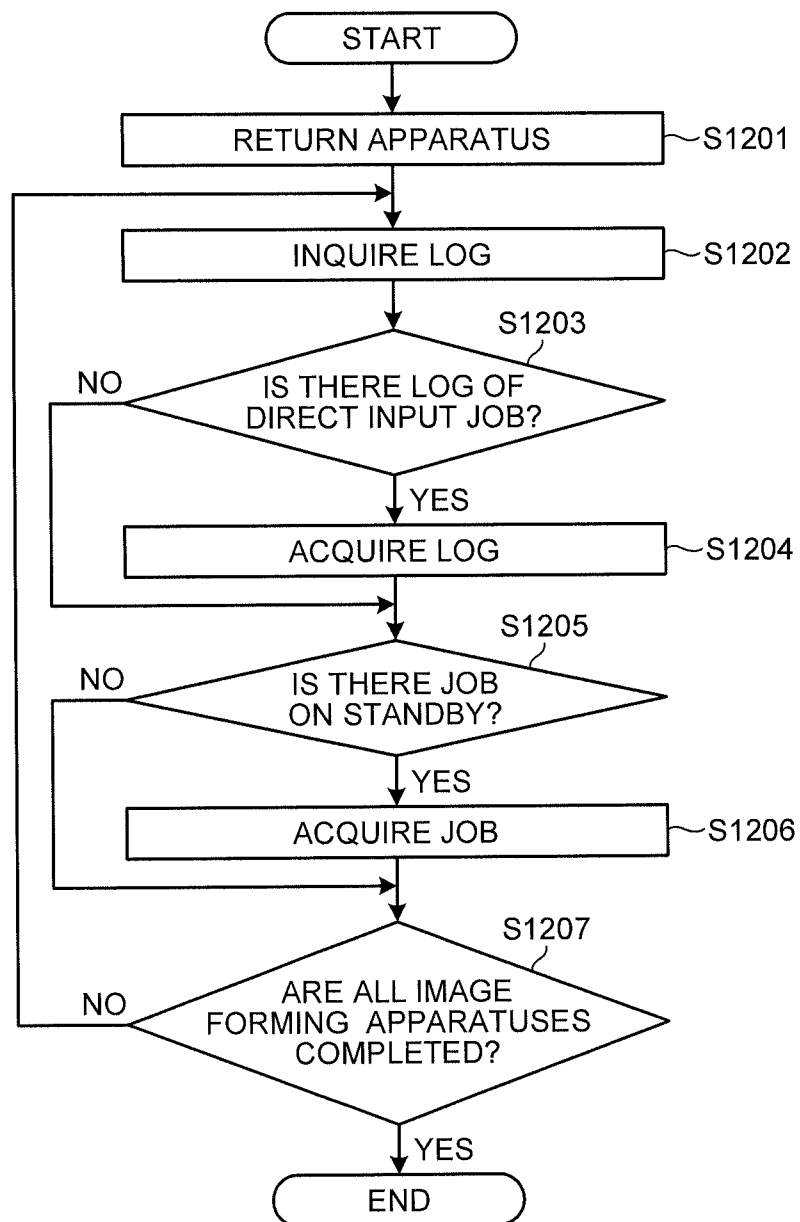 START
RETURN APPARATUS
S1201
INQUIRE LOG
S1202
S1203
NO
IS THERE LOG OF
DIRECT INPUT JOB?
YES
ACQUIRE LOG
S1204
S1205
NO
IS THERE JOB
ON STANDBY?
YES
ACQUIRE JOB
S1206
S1207
NO
ARE ALL IMAGE
FORMING APPARATUSES
COMPLETED?
YES
END